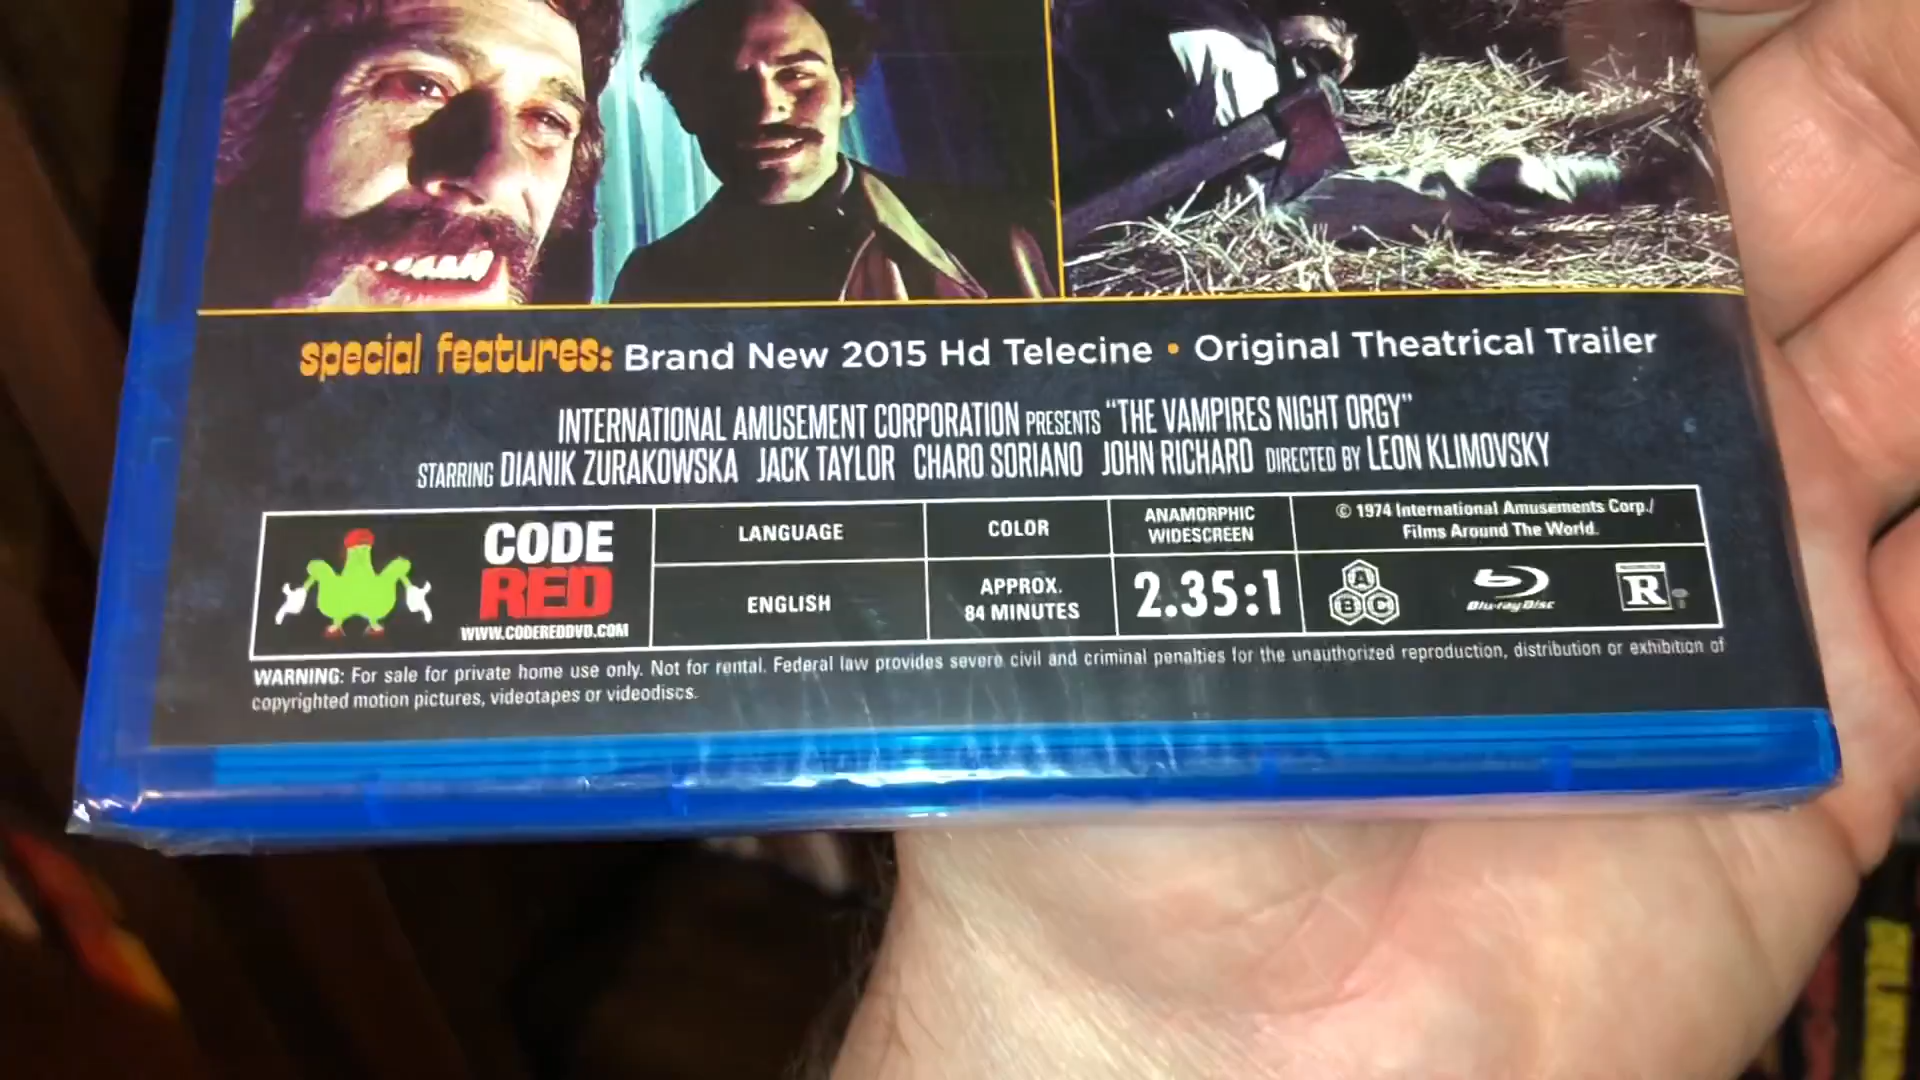 special features: Brand New 2015 Hd Telecine • Original Theatrical Trailer
INTERNATIONAL AMUSEMENT CORPORATION PRESENTS "THE VAMPIRES NIGHT ORGY"
STARRING DIANIK ZURAKOWSKA JACK TAYLOR CHARO SORIANO JOHN RICHARD DIRECTED BY LEON KLIMOVSKY
CODE
RED
WWW.CODEREDDVD.COM
LANGUAGE
ENGLISH
COLOR
APPROX.
84 MINUTES
ANAMORPHIC
WIDESCREEN
2.35:1
© 1974 International Amusements Corp./
Films Around The World.
A
B C
Blu-ray Disc
R
WARNING: For sale for private home use only. Not for rental. Federal law provides severe civil and criminal penalties for the unauthorized reproduction, distribution or exhibition of
copyrighted motion pictures, videotapes or videodiscs.